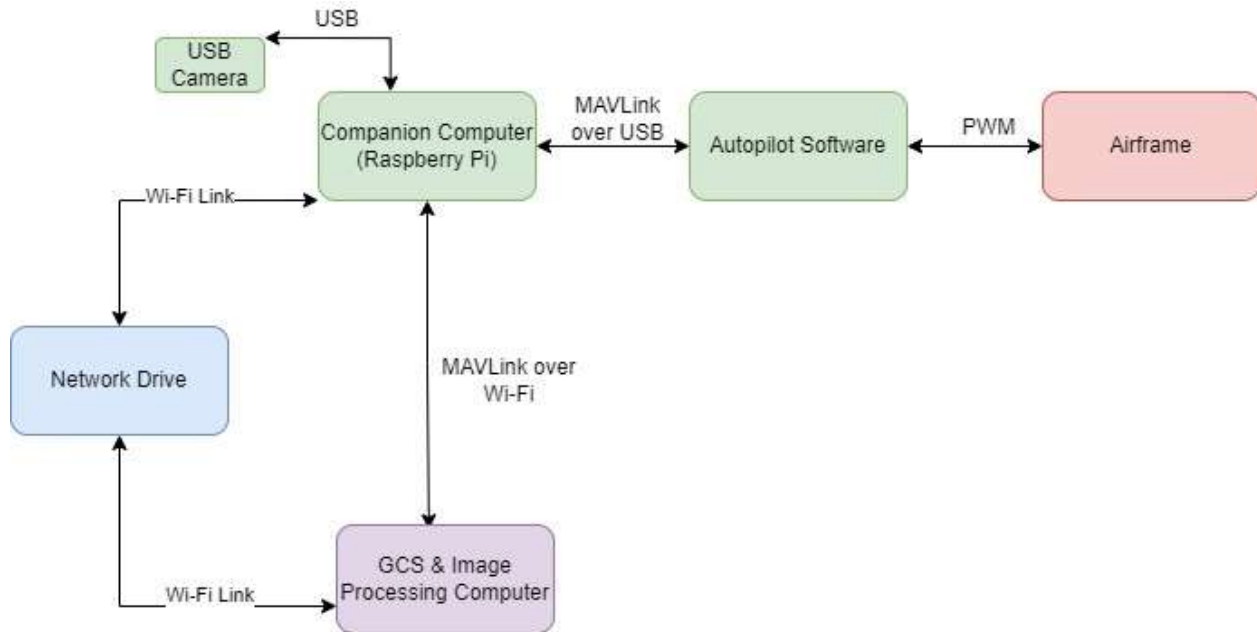 USB
USB
Camera
Companion Computer
(Raspberry Pi)
MAVLink
over USB
Autopilot Software
PWM
Airframe
Wi-Fi Link
Network Drive
MAVLink over
Wi-Fi
GCS & Image
Processing Computer
Wi-Fi Link